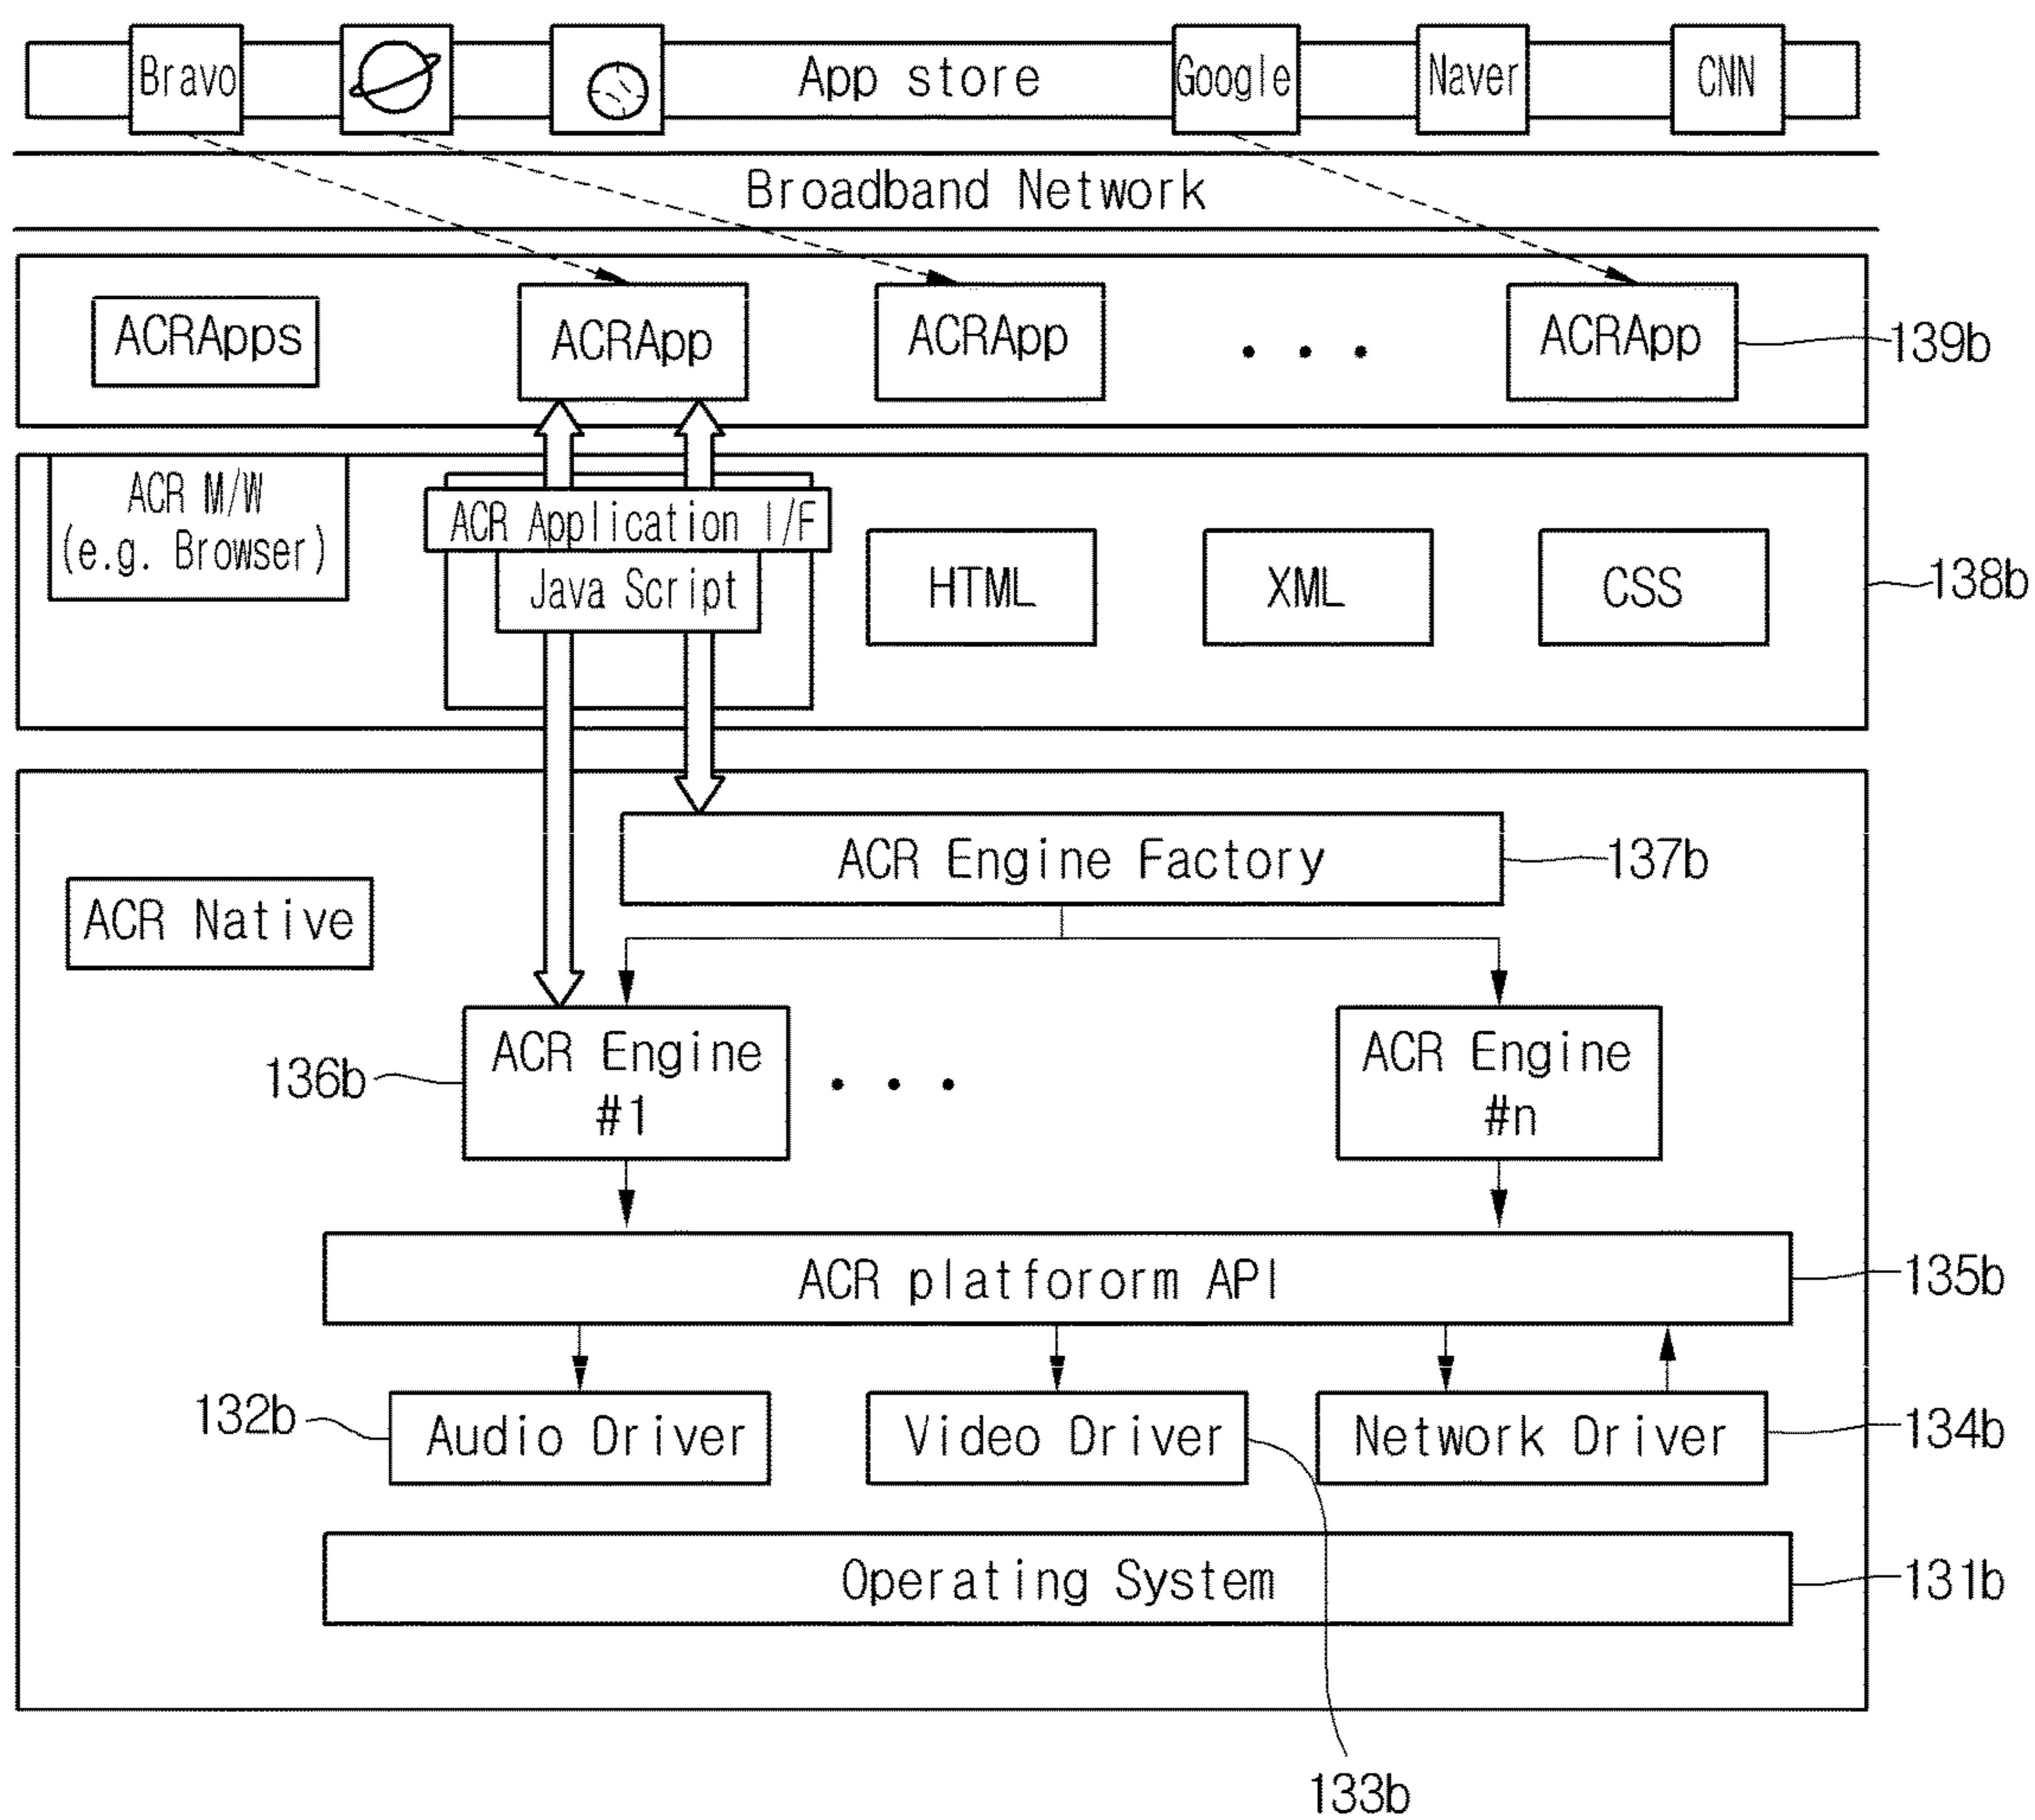 Bravo
App store
Google
Naver
CNN
Broadband Network
ACRApps
ACRApp
ACRApp
ACRApp
139b
ACR M/W
(e.g. Browser)
ACR Application I/F
Java Script
HTML
XML
CSS
138b
ACR Engine Factory
137b
ACR Native
ACR Engine
#1
136b
ACR Engine
#n
ACR platfororm API
135b
132b
Audio Driver
Video Driver
Network Driver
134b
Operating System
131b
133b